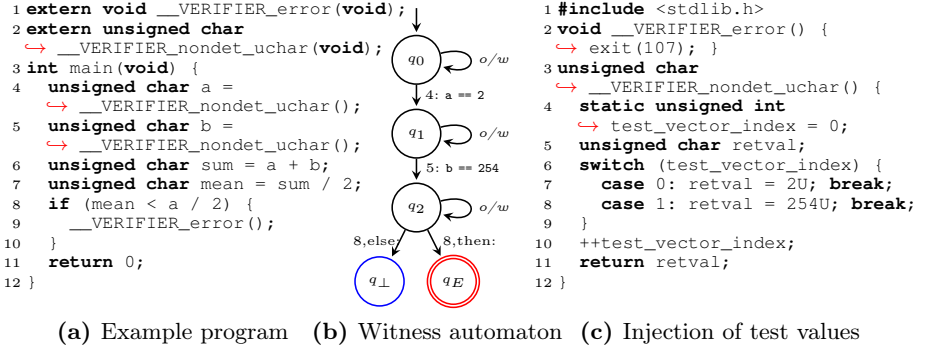 1 extern void __VERIFIER_error(void);
2 extern unsigned char
↪ __VERIFIER_nondet_uchar(void);
3 int main(void) {
4 unsigned char a =
↪ __VERIFIER_nondet_uchar();
5 unsigned char b =
↪ __VERIFIER_nondet_uchar();
6 unsigned char sum = a + b;
7 unsigned char mean = sum / 2;
8 if (mean < a / 2) {
9 __VERIFIER_error();
10 }
11 return 0;
12 }
(a) Example program
q0
o/w
4: a == 2
q1
o/w
5: b == 254
q2
o/w
8,else:
8,then:
q⊥
qE
(b) Witness automaton
1 #include <stdlib.h>
2 void __VERIFIER_error() {
↪ exit(107); }
3 unsigned char
↪ __VERIFIER_nondet_uchar() {
4 static unsigned int
↪ test_vector_index = 0;
5 unsigned char retval;
6 switch (test_vector_index) {
7 case 0: retval = 2U; break;
8 case 1: retval = 254U; break;
9 }
10 ++test_vector_index;
11 return retval;
12 }
(c) Injection of test values